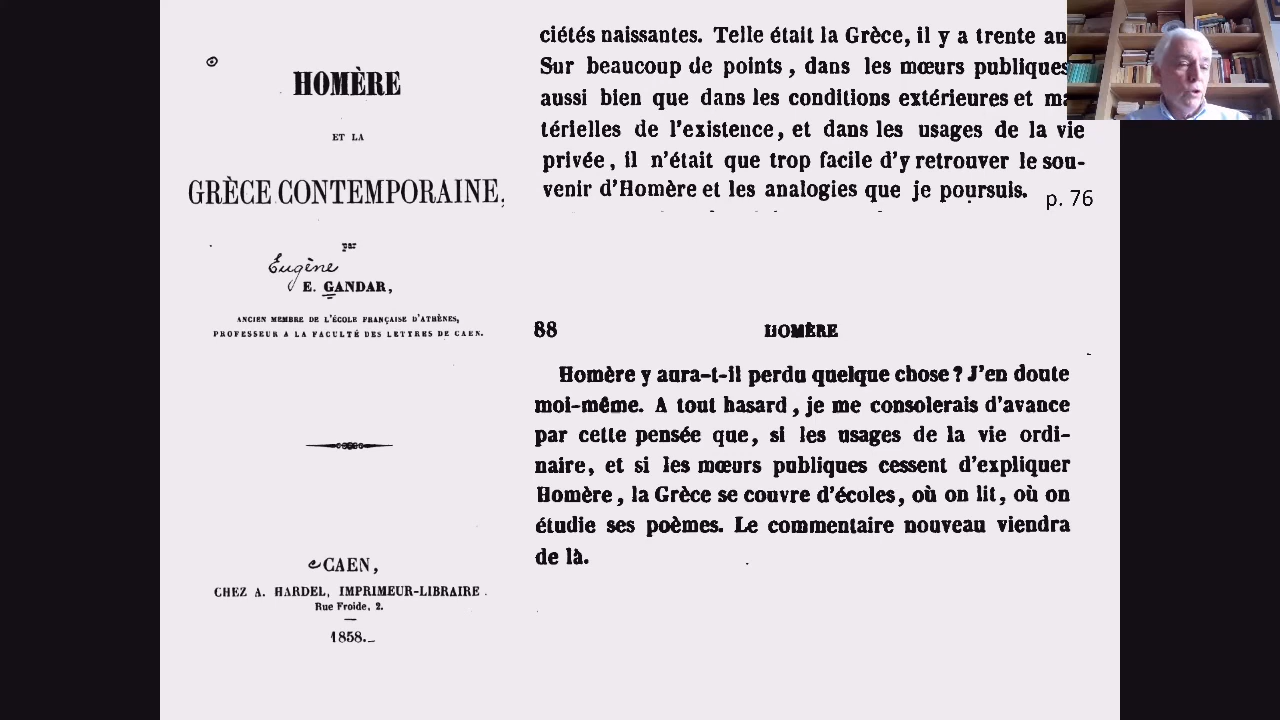 HOMÈRE
ET LA
GRÈCE CONTEMPORAINE,
par
Eugène
E. GANDAR,
ANCIEN MEMBRE DE L'ÉCOLE FRANÇAISE D'ATHÈNES,
PROFESSEUR A LA FACULTÉ DES LETTRES DE CAEN.
CAEN,
CHEZ A. HARDEL, IMPRIMEUR-LIBRAIRE.
Rue Froide, 2.
1858.
ciétés naissantes. Telle était la Grèce, il y a trente
Sur beaucoup de points, dans les mœurs publiques
aussi bien que dans les conditions extérieures et ma
térielles de l'existence, et dans les usages de la vie
privée, il n'était que trop facile d'y retrouver le sou-
venir d'Homère et les analogies que je poursuis.
p. 76
88 HOMÈRE
Homère y aura-t-il perdu quelque chose? J'en doute
moi-même. A tout hasard, je me consolerais d'avance
par cette pensée que, si les usages de la vie ordi-
naire, et si les mœurs publiques cessent d'expliquer
Homère, la Grèce se couvre d'écoles, où on lit, où on
étudie ses poèmes. Le commentaire nouveau viendra
de là.